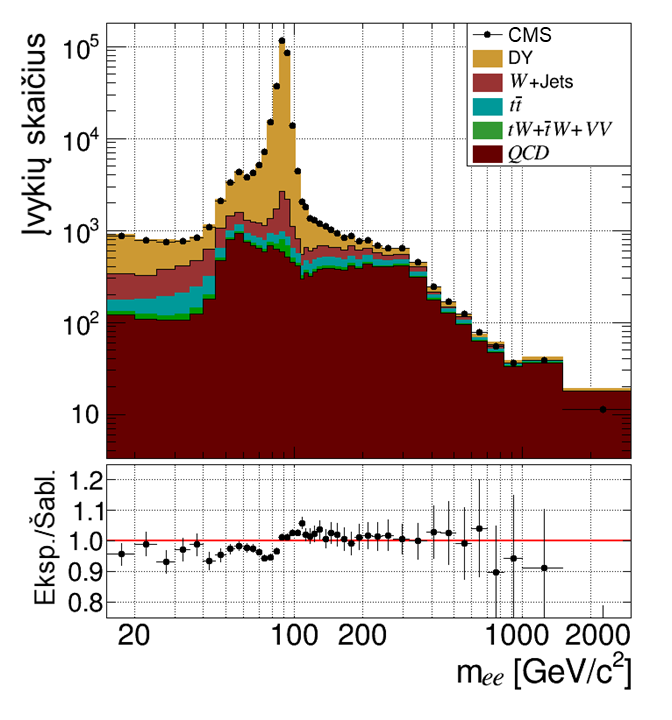 Įvykių skaičius
10⁵
10⁴
10³
10²
10
CMS
DY
W+Jets
tt̄
tW+t̄W+VV
QCD
Eksp./Šabl.
1.2
1.1
1.0
0.9
0.8
20
100
200
1000
2000
mₑₑ [GeV/c²]